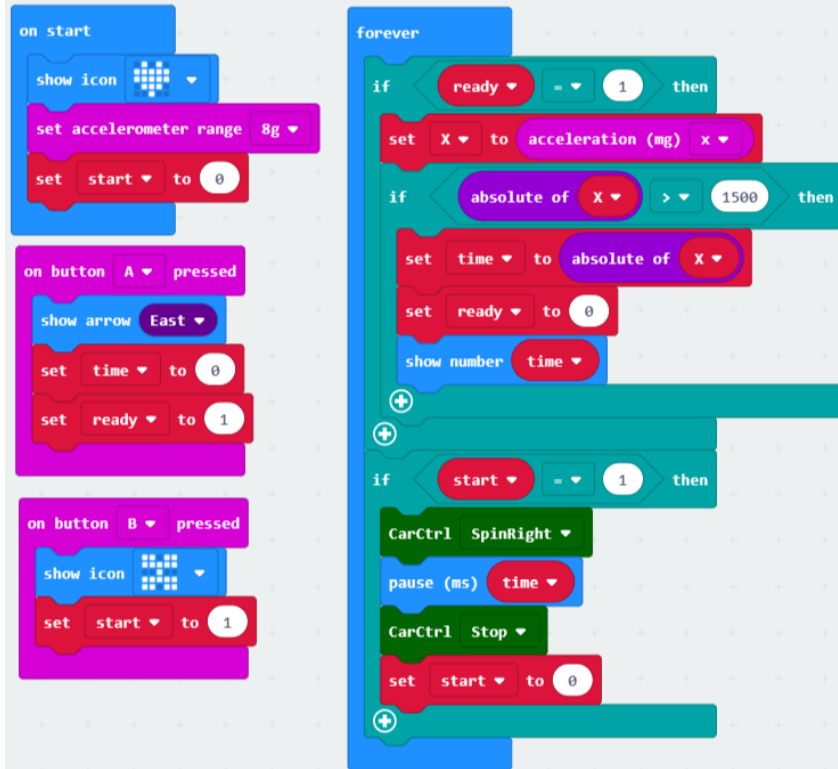 on start
show icon
set accelerometer range 8g
set start to 0
on button A pressed
show arrow East
set time to 0
set ready to 1
on button B pressed
show icon
set start to 1
forever
if ready = 1 then
set X to acceleration (mg) x
if absolute of X > 1500 then
set time to absolute of X
set ready to 0
show number time
if start = 1 then
CarCtrl SpinRight
pause (ms) time
CarCtrl Stop
set start to 0